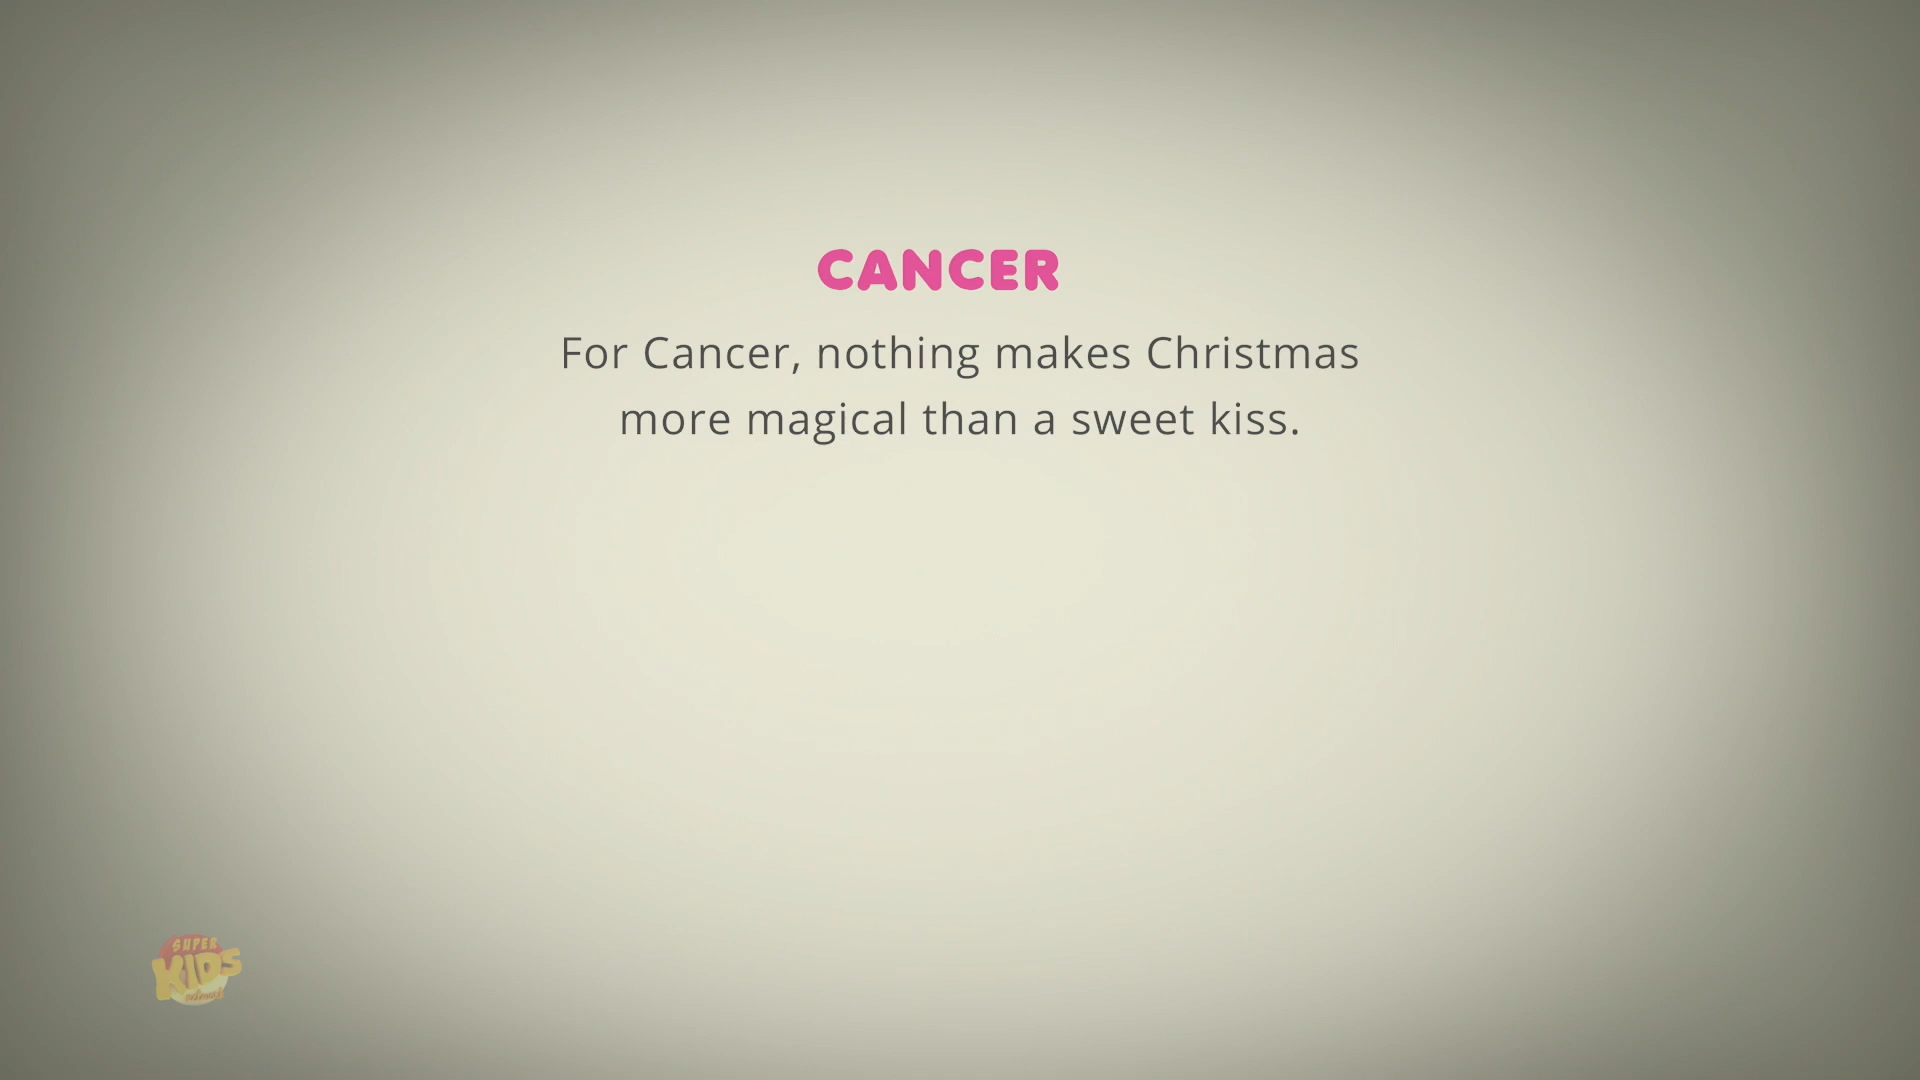 CANCER
For Cancer, nothing makes Christmas
more magical than a sweet kiss.
SUPER
KIDS